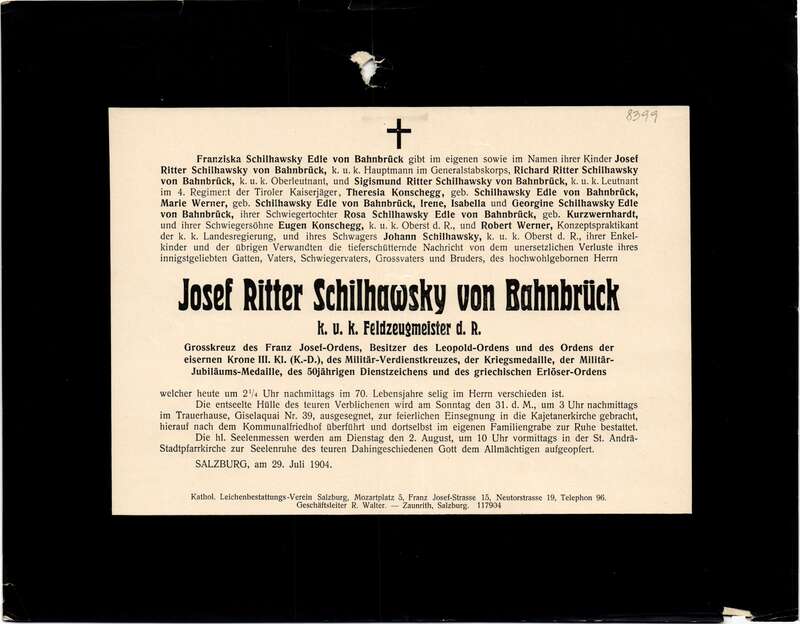 8399
Franziska Schilhawsky Edle von Bahnbrück gibt im eigenen sowie im Namen ihrer Kinder Josef
Ritter Schilhawsky von Bahnbrück, k. u. k. Hauptmann im Generalstabskorps, Richard Ritter Schilhawsky
von Bahnbrück, k. u. k. Oberleutnant, und Sigismund Ritter Schilhawsky von Bahnbrück, k. u. k. Leutnant
im 4. Regiment der Tiroler Kaiserjäger, Theresia Konschegg, geb. Schilhawsky Edle von Bahnbrück,
Marie Werner, geb. Schilhawsky Edle von Bahnbrück, Irene, Isabella und Georgine Schilhawsky Edle
von Bahnbrück, ihrer Schwiegertochter Rosa Schilhawsky Edle von Bahnbrück, geb. Kurzwernhardt,
und ihrer Schwiegersöhne Eugen Konschegg, k. u. k. Oberst d. R., und Robert Werner, Konzeptspraktikant
der k. k. Landesregierung, und ihres Schwagers Johann Schilhawsky, k. u. k. Oberst d. R., ihrer Enkel-
kinder und der übrigen Verwandten die tieferschütternde Nachricht von dem unersetzlichen Verluste ihres
innigstgeliebten Gatten, Vaters, Schwiegervaters, Grossvaters und Bruders, des hochwohlgebornen Herrn
Josef Ritter Schilhawsky von Bahnbrück
k. u. k. Feldzeugmeister d. R.
Grosskreuz des Franz Josef-Ordens, Besitzer des Leopold-Ordens und des Ordens der
eisernen Krone III. Kl. (K.-D.), des Militär-Verdienstkreuzes, der Kriegsmedaille, der Militär-
Jubiläums-Medaille, des 50jährigen Dienstzeichens und des griechischen Erlöser-Ordens
welcher heute um 2¼ Uhr nachmittags im 70. Lebensjahre selig im Herrn verschieden ist.
Die entseelte Hülle des teuren Verblichenen wird am Sonntag den 31. d. M., um 3 Uhr nachmittags
im Trauerhause, Giselaquai Nr. 39, ausgesegnet, zur feierlichen Einsegnung in die Kajetanerkirche gebracht,
hierauf nach dem Kommunalfriedhof überführt und dortselbst im eigenen Familiengrabe zur Ruhe bestattet.
Die hl. Seelenmessen werden am Dienstag den 2. August, um 10 Uhr vormittags in der St. Andrä-
Stadtpfarrkirche zur Seelenruhe des teuren Dahingeschiedenen Gott dem Allmächtigen aufgeopfert.
SALZBURG, am 29. Juli 1904.
Kathol. Leichenbestattungs-Verein Salzburg, Mozartplatz 5, Franz Josef-Strasse 15, Neutorstrasse 19, Telephon 96.
Geschäftsleiter R. Walter. — Zaunrith, Salzburg. 117904